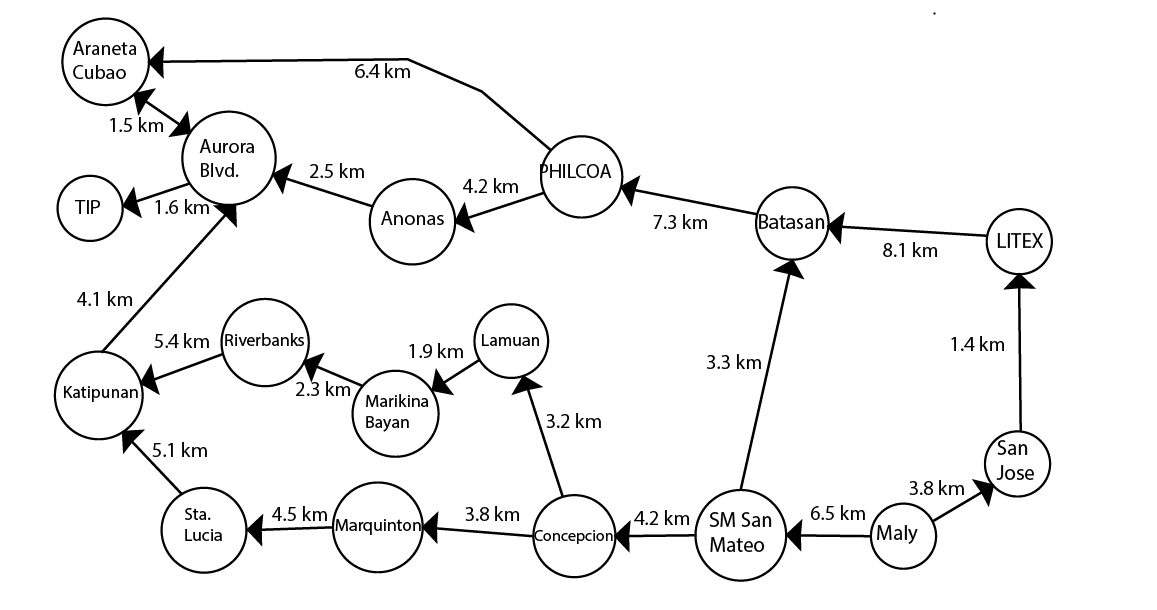 Araneta
Cubao
6.4 km
1.5 km
Aurora
Blvd.
TIP
1.6 km
2.5 km
Anonas
4.2 km
PHILCOA
7.3 km
Batasan
8.1 km
LITEX
4.1 km
5.4 km
Riverbanks
1.9 km
Lamuan
3.3 km
1.4 km
Katipunan
2.3 km
Marikina
Bayan
3.2 km
5.1 km
San
Jose
3.8 km
Sta.
Lucia
4.5 km
Marquinton
3.8 km
Concepcion
4.2 km
SM San
Mateo
6.5 km
Maly